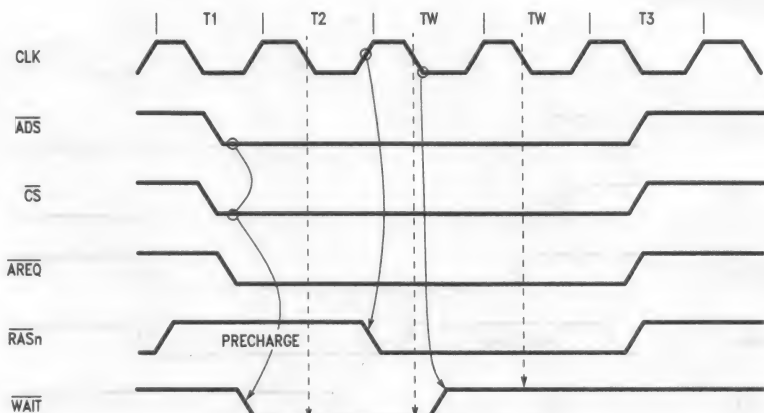 T1 T2 TW TW T3
CLK
ADS
CS
AREQ
RASn
PRECHARGE
WAIT